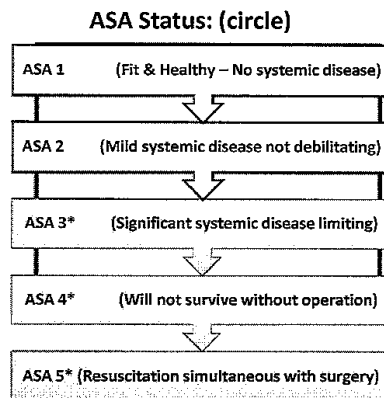 ASA Status: (circle)
ASA 1 (Fit & Healthy – No systemic disease)
ASA 2 (Mild systemic disease not debilitating)
ASA 3* (Significant systemic disease limiting)
ASA 4* (Will not survive without operation)
ASA 5* (Resuscitation simultaneous with surgery)